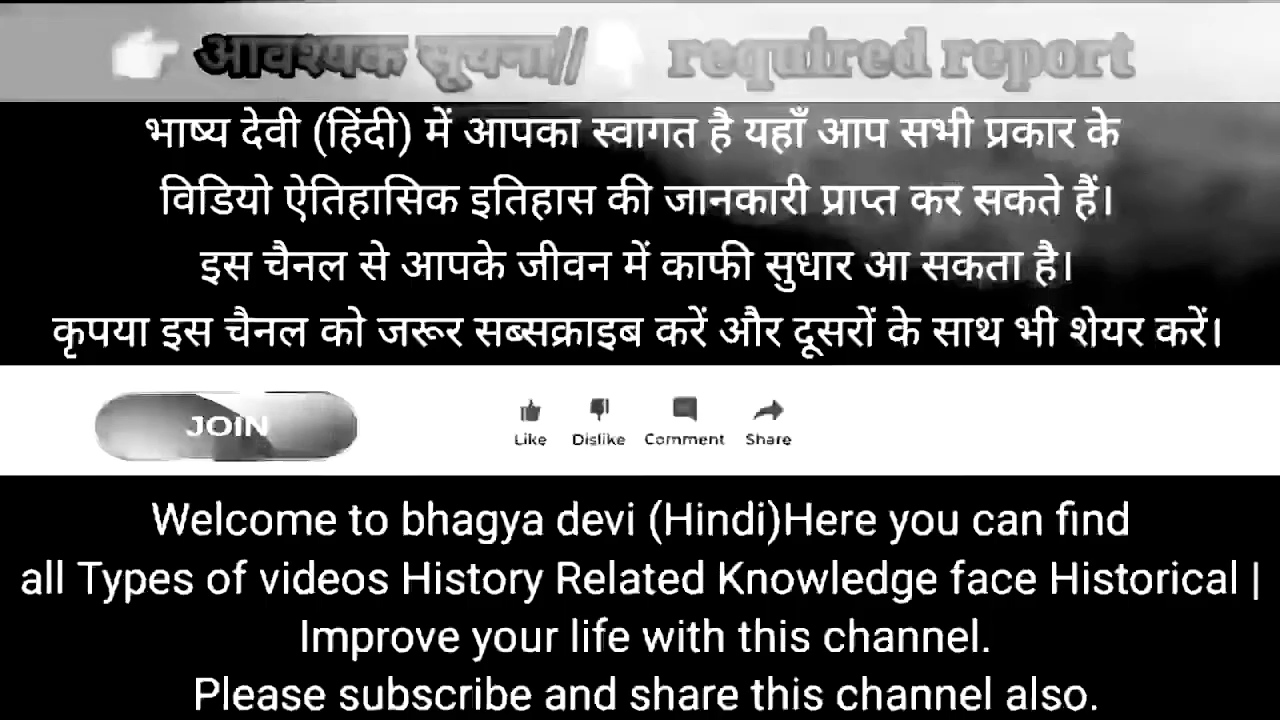 आवश्यक सूचना// required report
भाष्य देवी (हिंदी) में आपका स्वागत है यहाँ आप सभी प्रकार के
विडियो ऐतिहासिक इतिहास की जानकारी प्राप्त कर सकते हैं।
इस चैनल से आपके जीवन में काफी सुधार आ सकता है।
कृपया इस चैनल को जरूर सब्सक्राइब करें और दूसरों के साथ भी शेयर करें।
JOIN Like Dislike Comment Share
Welcome to bhagya devi (Hindi)Here you can find
all Types of videos History Related Knowledge face Historical |
Improve your life with this channel.
Please subscribe and share this channel also.